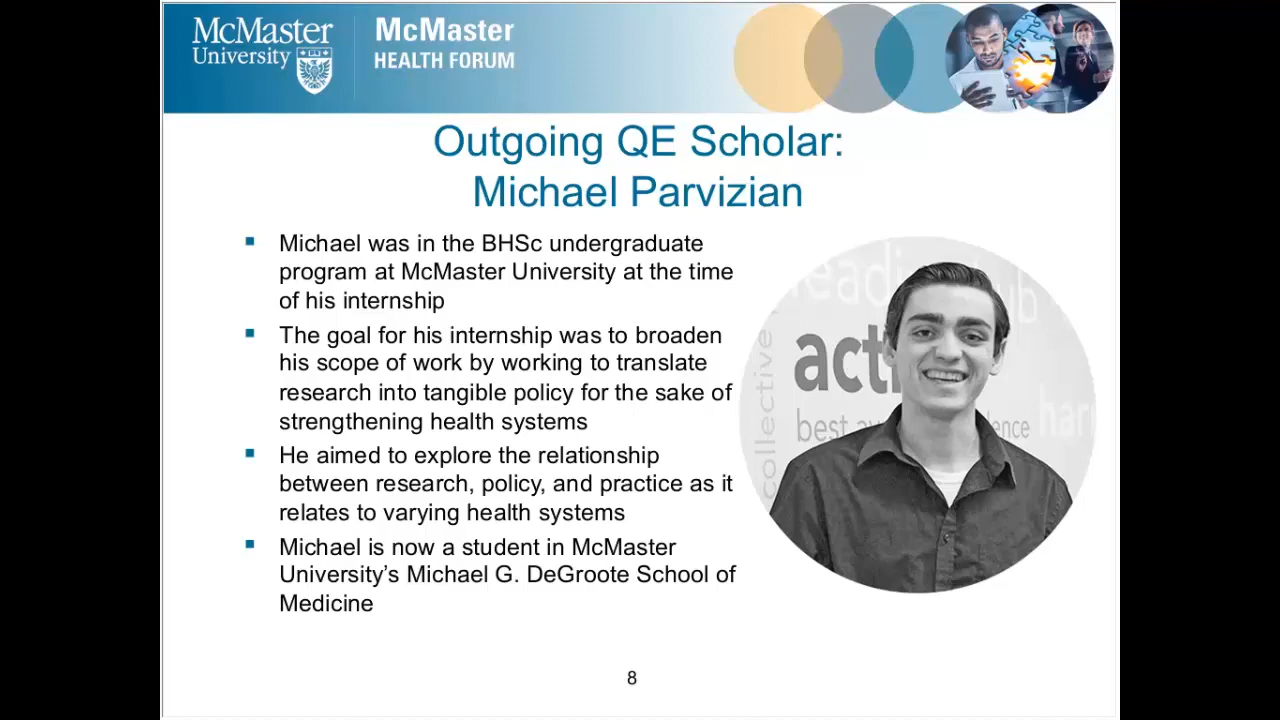 McMaster
University
McMaster
HEALTH FORUM
Outgoing QE Scholar:
Michael Parvizian
▪ Michael was in the BHSc undergraduate
program at McMaster University at the time
of his internship
▪ The goal for his internship was to broaden
his scope of work by working to translate
research into tangible policy for the sake of
strengthening health systems
▪ He aimed to explore the relationship
between research, policy, and practice as it
relates to varying health systems
▪ Michael is now a student in McMaster
University’s Michael G. DeGroote School of
Medicine
collective
best
8